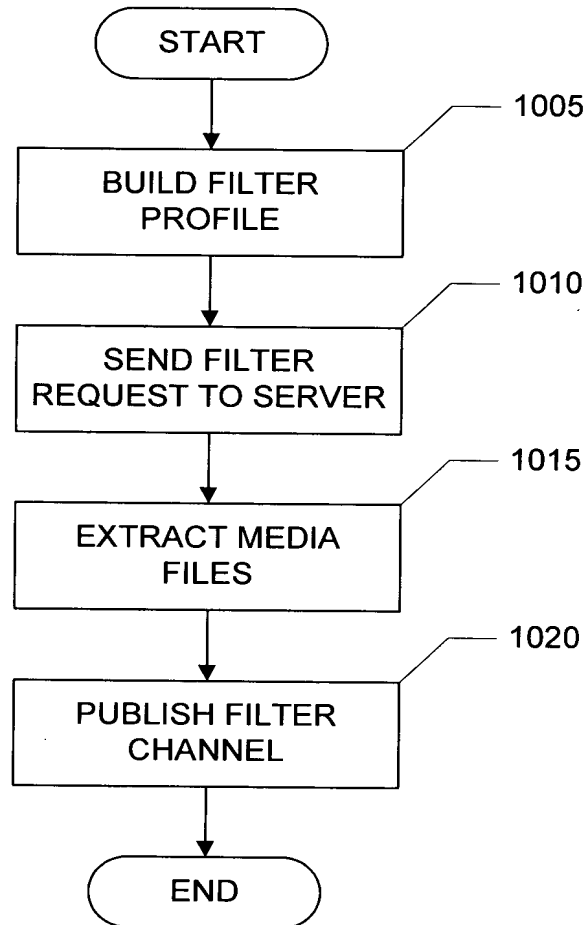 START
1005
BUILD FILTER
PROFILE
1010
SEND FILTER
REQUEST TO SERVER
1015
EXTRACT MEDIA
FILES
1020
PUBLISH FILTER
CHANNEL
END